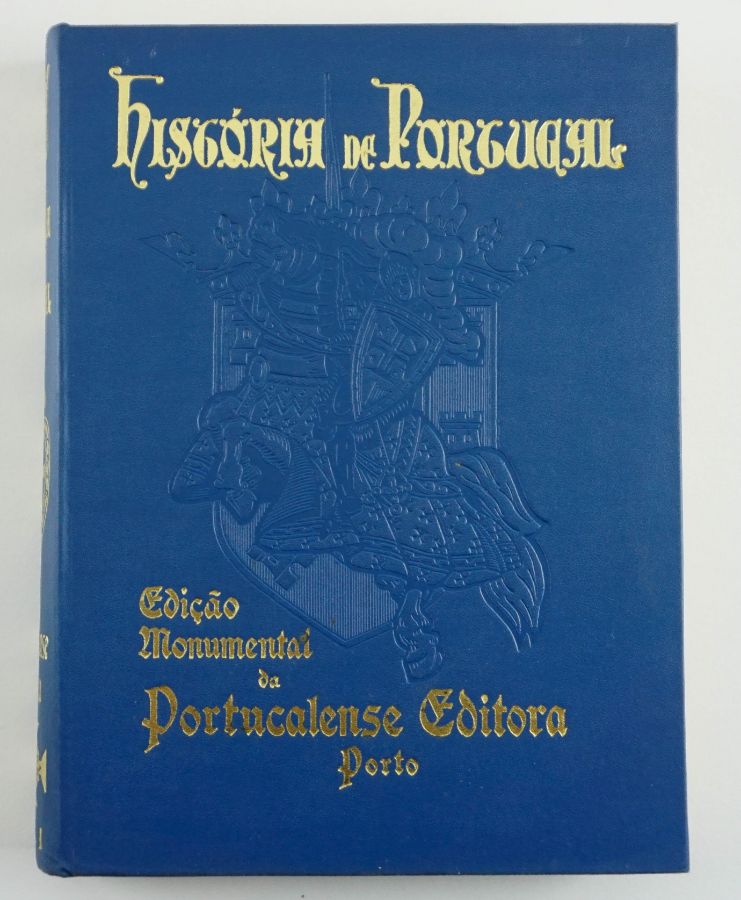 História de Portugal
Edição
Monumental
da
Portucalense Editora
Porto